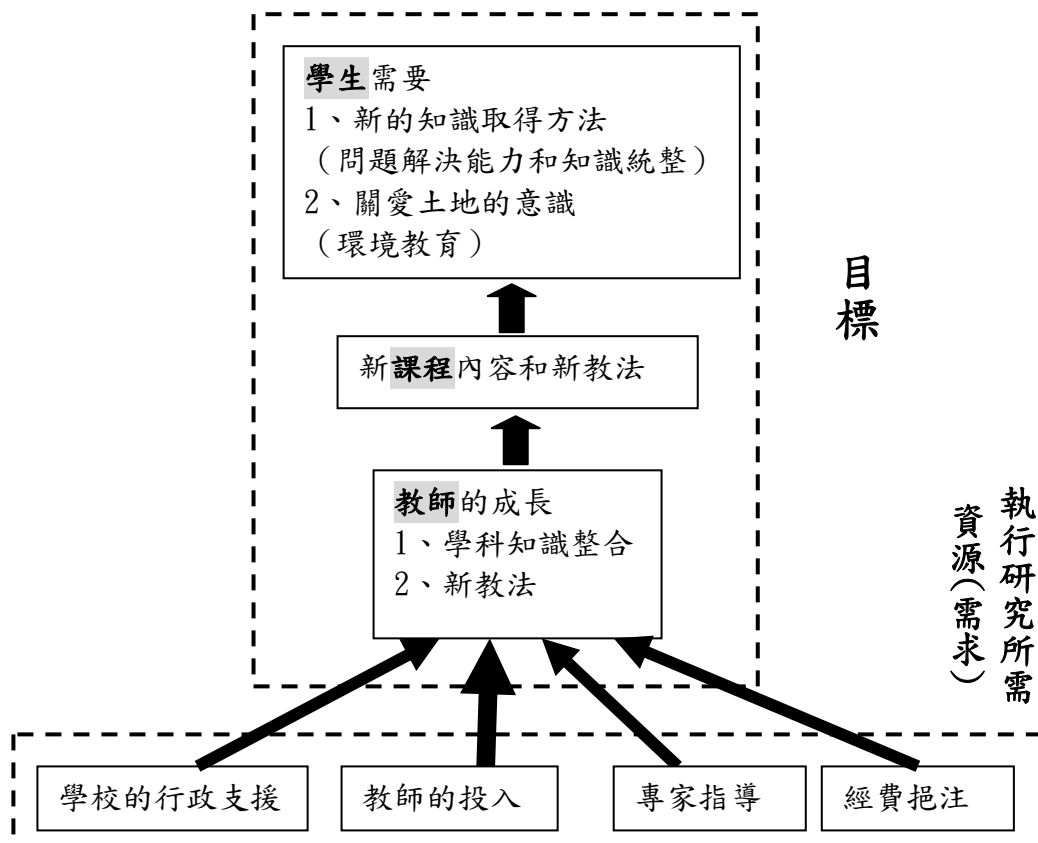 學生需要
1、新的知識取得方法
（問題解決能力和知識統整）
2、關愛土地的意識
（環境教育）
目標
新課程內容和新教法
教師的成長
1、學科知識整合
2、新教法
執行研究所需
資源(需求)
學校的行政支援
教師的投入
專家指導
經費挹注